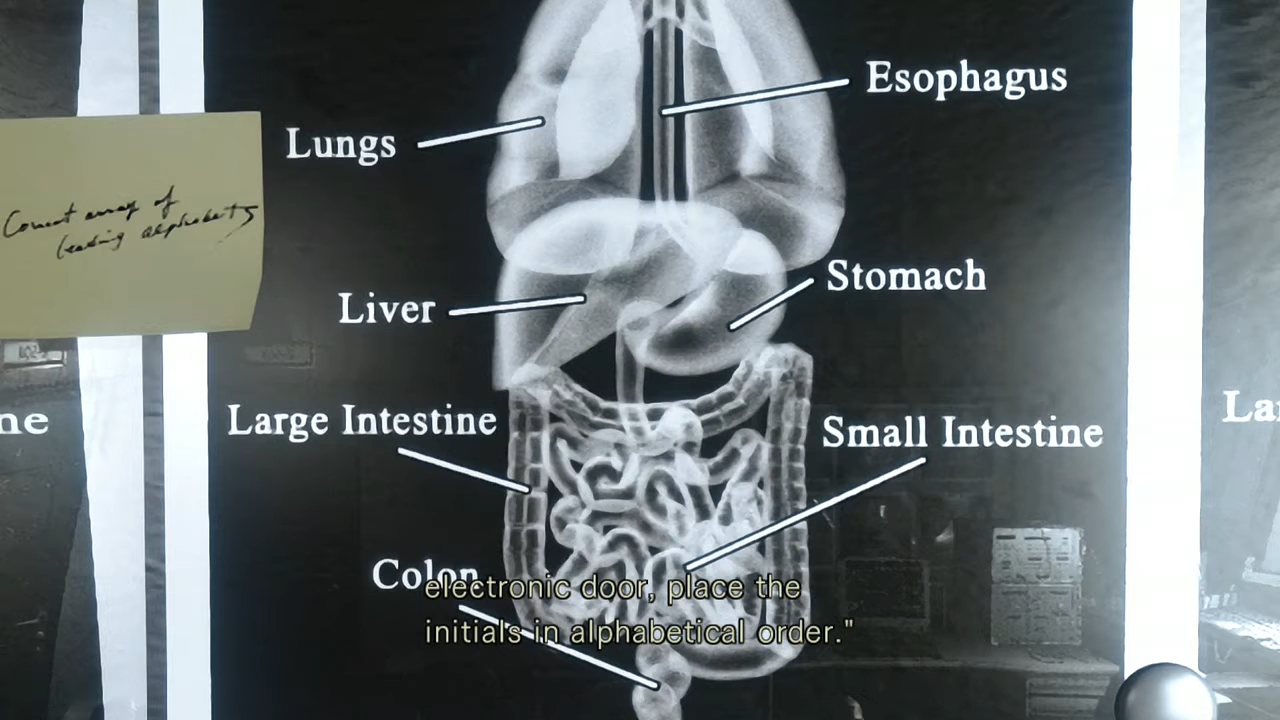 Esophagus
Lungs
Correct array of
leading alphabets
Stomach
Liver
ne
Large Intestine
La
Small Intestine
Colon
electronic door, place the
initials in alphabetical order."